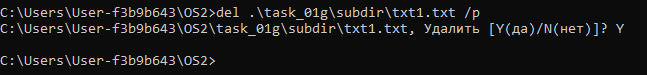 C:\Users\User-f3b9b643\OS2>del .\task_01g\subdir\txt1.txt /p
C:\Users\User-f3b9b643\OS2\task_01g\subdir\txt1.txt, Удалить [Y(да)/N(нет)]? Y
C:\Users\User-f3b9b643\OS2>